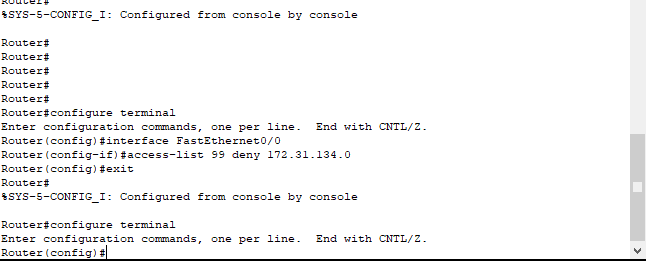 Router#
%SYS-5-CONFIG_I: Configured from console by console
Router#
Router#
Router#
Router#
Router#
Router#configure terminal
Enter configuration commands, one per line.  End with CNTL/Z.
Router(config)#interface FastEthernet0/0
Router(config-if)#access-list 99 deny 172.31.134.0
Router(config)#exit
Router#
%SYS-5-CONFIG_I: Configured from console by console
Router#configure terminal
Enter configuration commands, one per line.  End with CNTL/Z.
Router(config)#